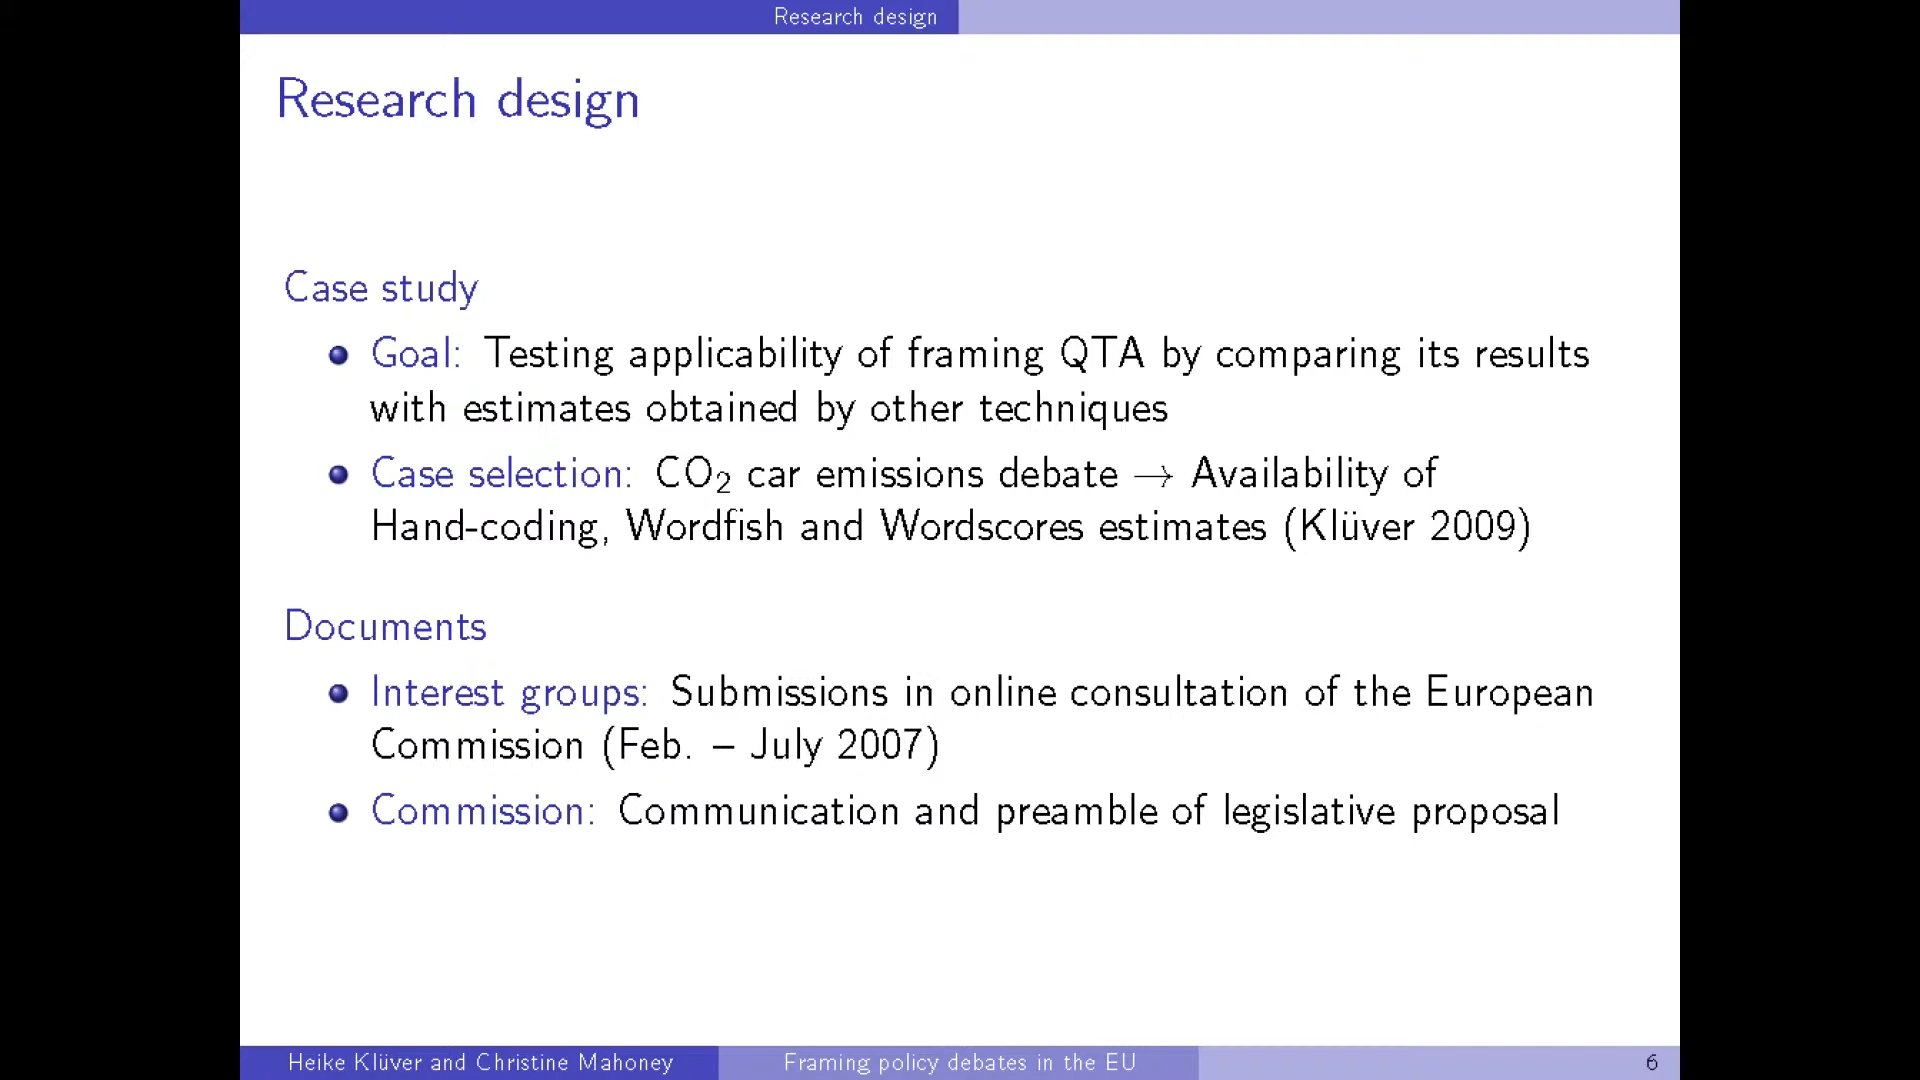 Research design
Research design
Case study
Goal: Testing applicability of framing QTA by comparing its results
with estimates obtained by other techniques
Case selection: CO₂ car emissions debate → Availability of
Hand-coding, Wordfish and Wordscores estimates (Klüver 2009)
Documents
Interest groups: Submissions in online consultation of the European
Commission (Feb. – July 2007)
Commission: Communication and preamble of legislative proposal
Heike Klüver and Christine Mahoney
Framing policy debates in the EU
6